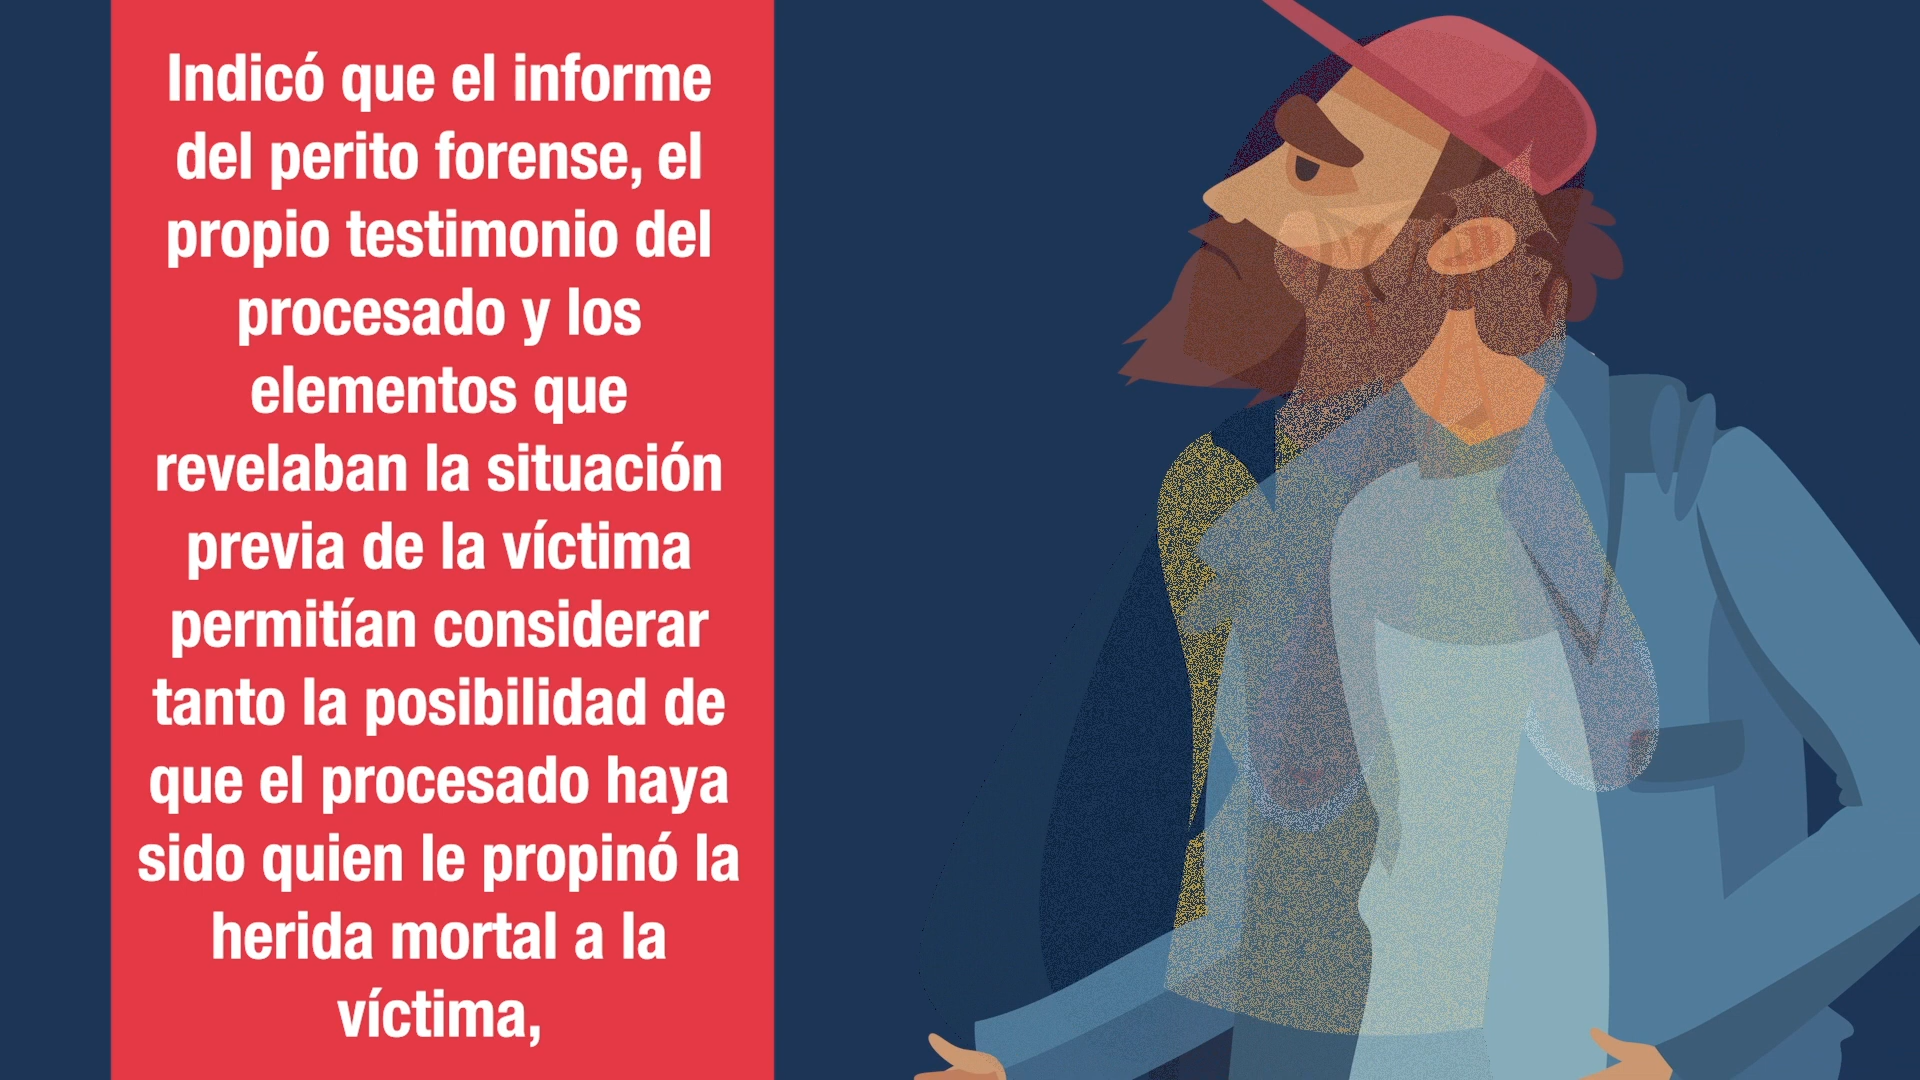 Indicó que el informe
del perito forense, el
propio testimonio del
procesado y los
elementos que
revelaban la situación
previa de la víctima
permitían considerar
tanto la posibilidad de
que el procesado haya
sido quien le propinó la
herida mortal a la
víctima,